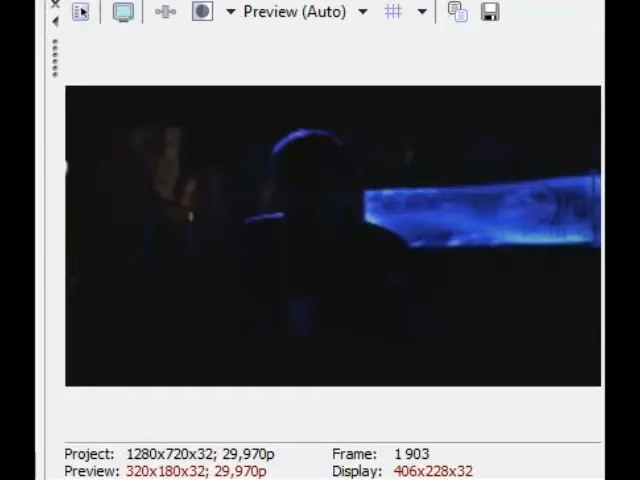 Preview (Auto)
Project: 1280x720x32; 29,970p Frame: 1 903
Preview: 320x180x32; 29,970p Display: 406x228x32